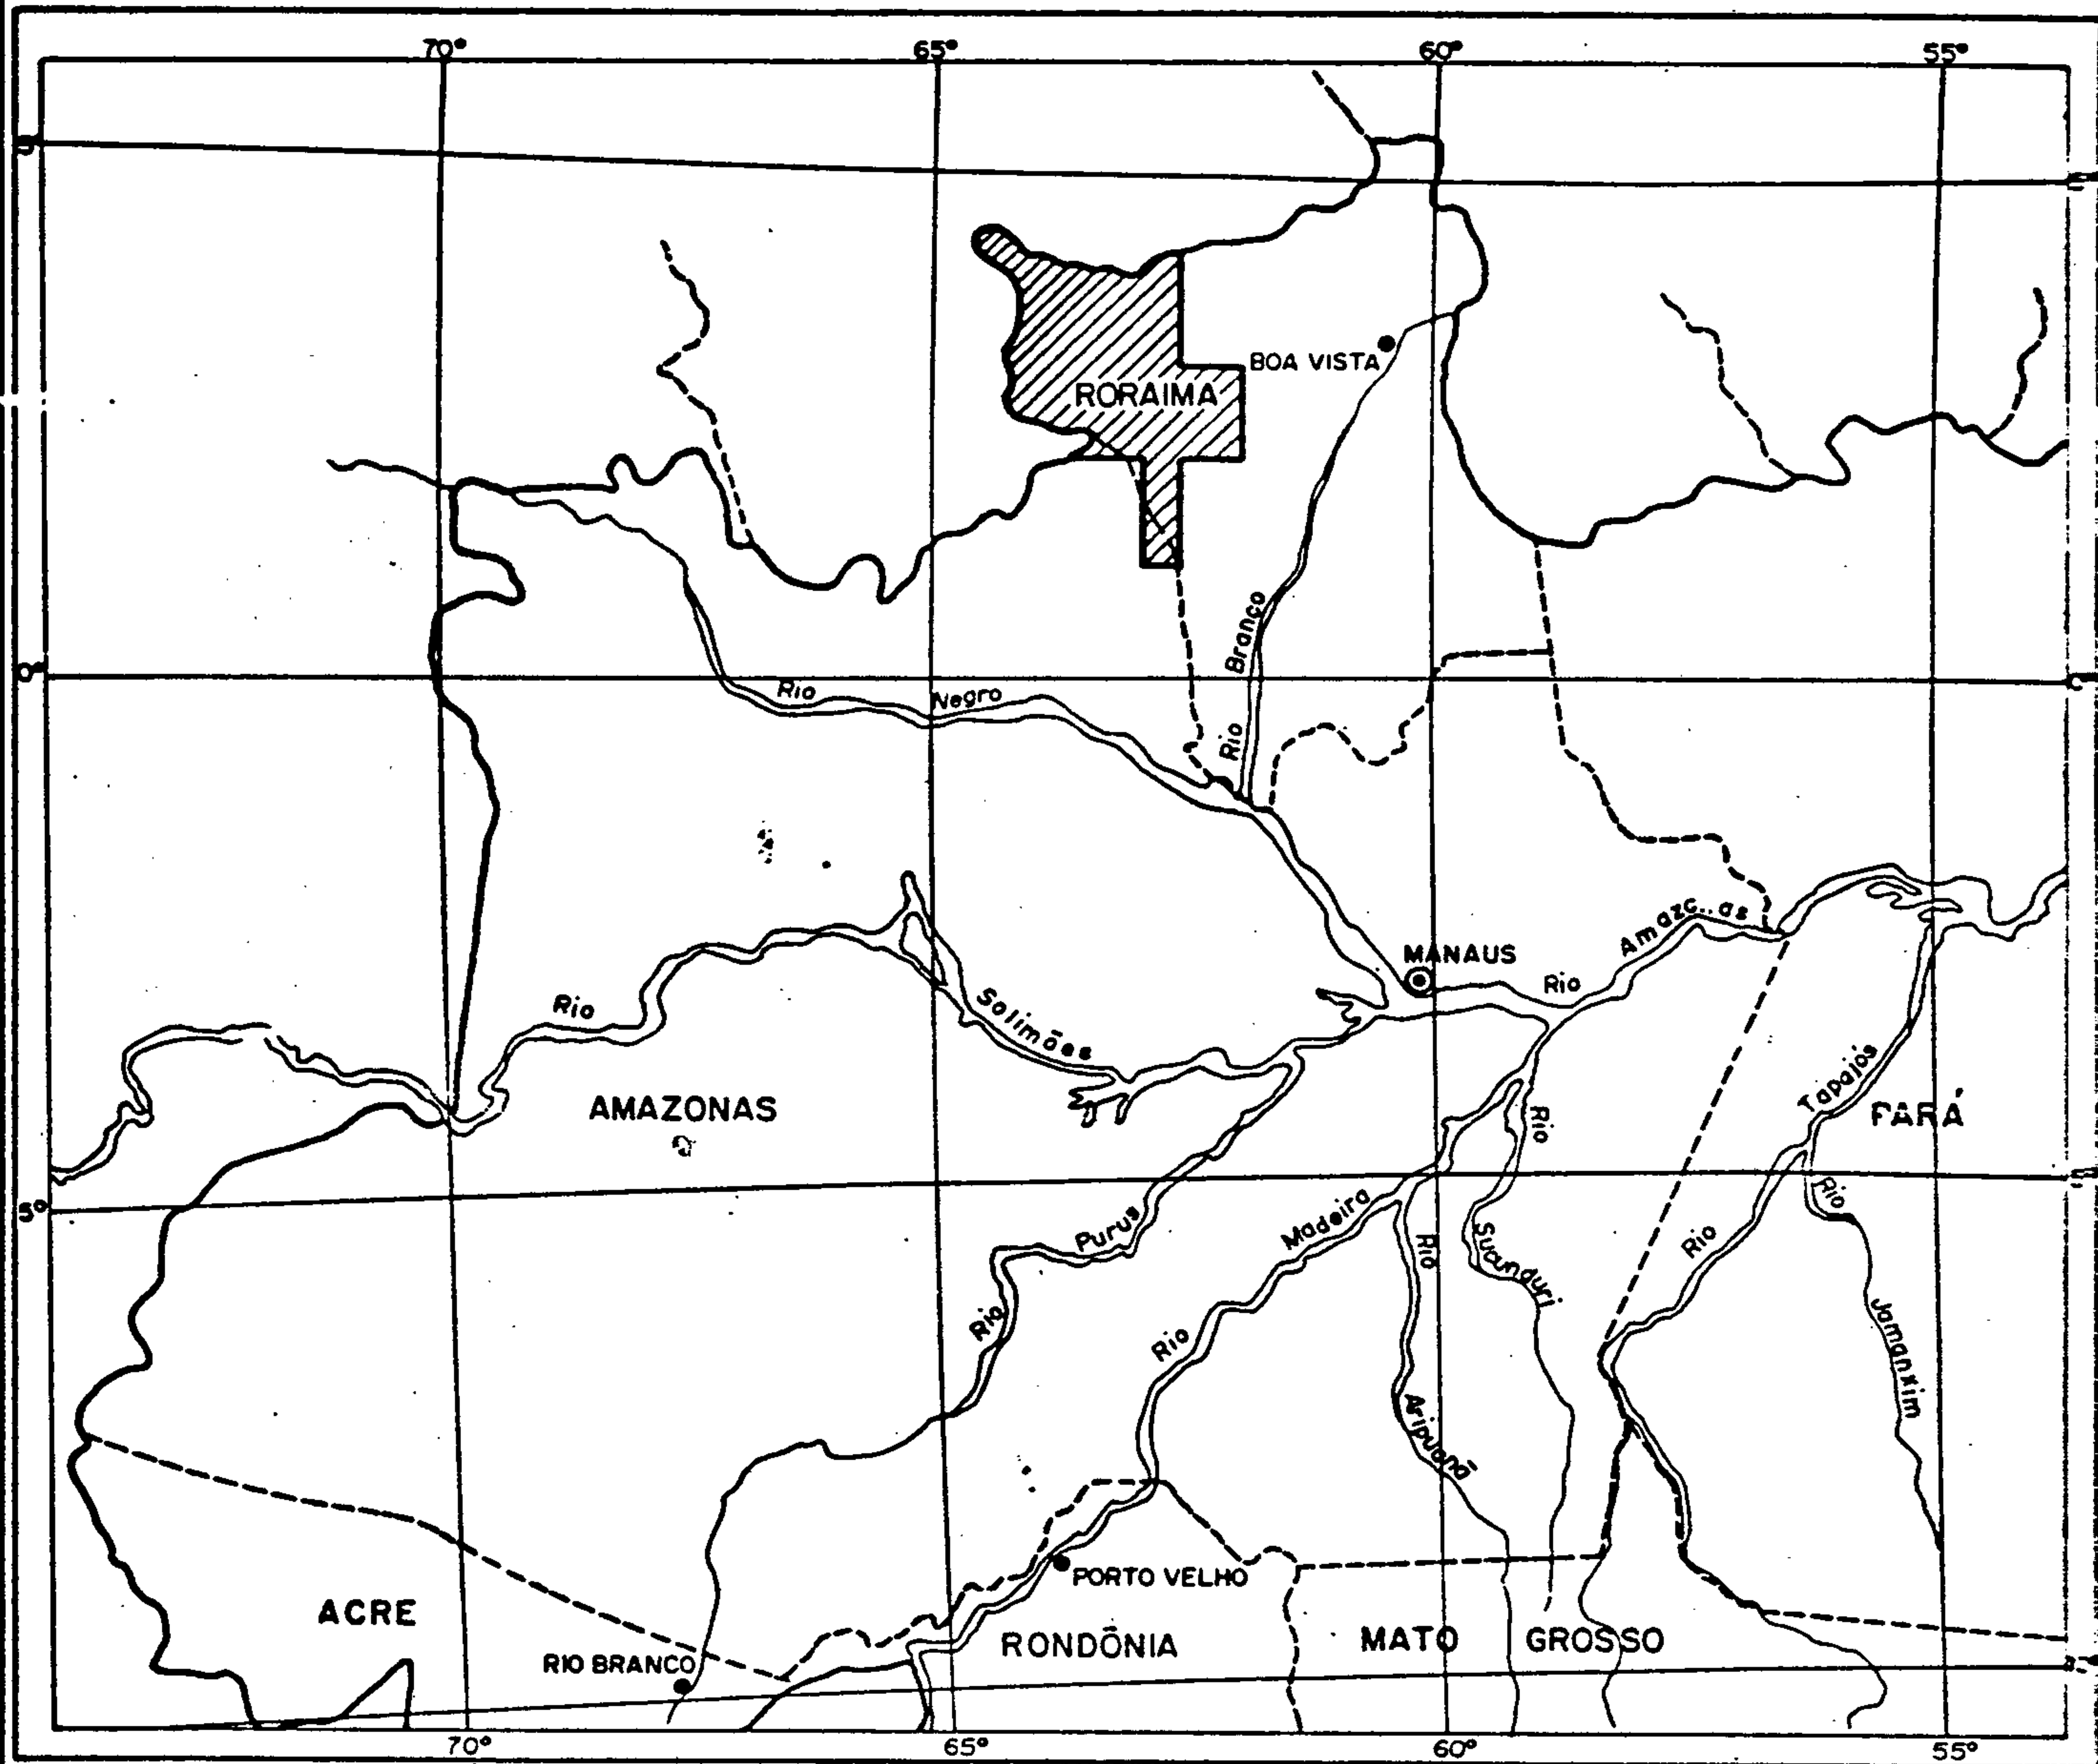 70° 65° 60° 55°
BOA VISTA
RORAIMA
0°
Rio Branco
Rio Negro
MANAUS
Rio
Rio Solimões
AMAZONAS
Tapajós
PARÁ
Rio
5°
Rio Purus
Rio Madeira
Rio Aripuanã
Rio Sucunduri
Rio
Rio Jamanxim
PORTO VELHO
ACRE
RONDÔNIA
MATO GROSSO
RIO BRANCO
70° 65° 60° 55°